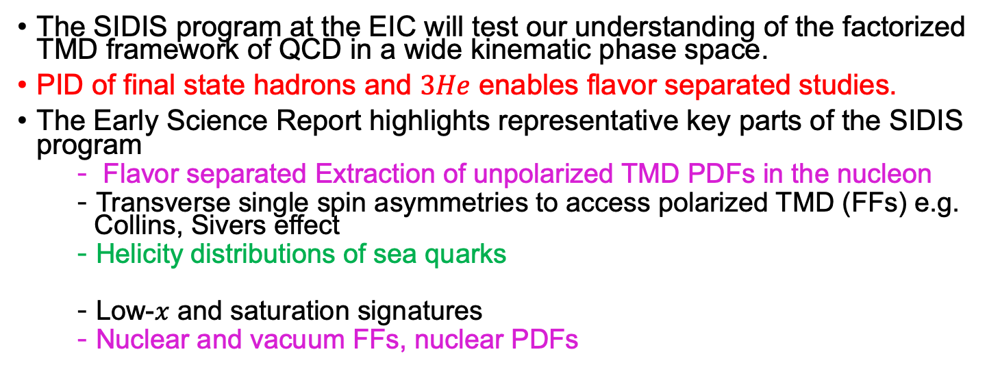 • The SIDIS program at the EIC will test our understanding of the factorized
TMD framework of QCD in a wide kinematic phase space.
• PID of final state hadrons and 3He enables flavor separated studies.
• The Early Science Report highlights representative key parts of the SIDIS
program
- Flavor separated Extraction of unpolarized TMD PDFs in the nucleon
- Transverse single spin asymmetries to access polarized TMD (FFs) e.g.
Collins, Sivers effect
- Helicity distributions of sea quarks
- Low-x and saturation signatures
- Nuclear and vacuum FFs, nuclear PDFs